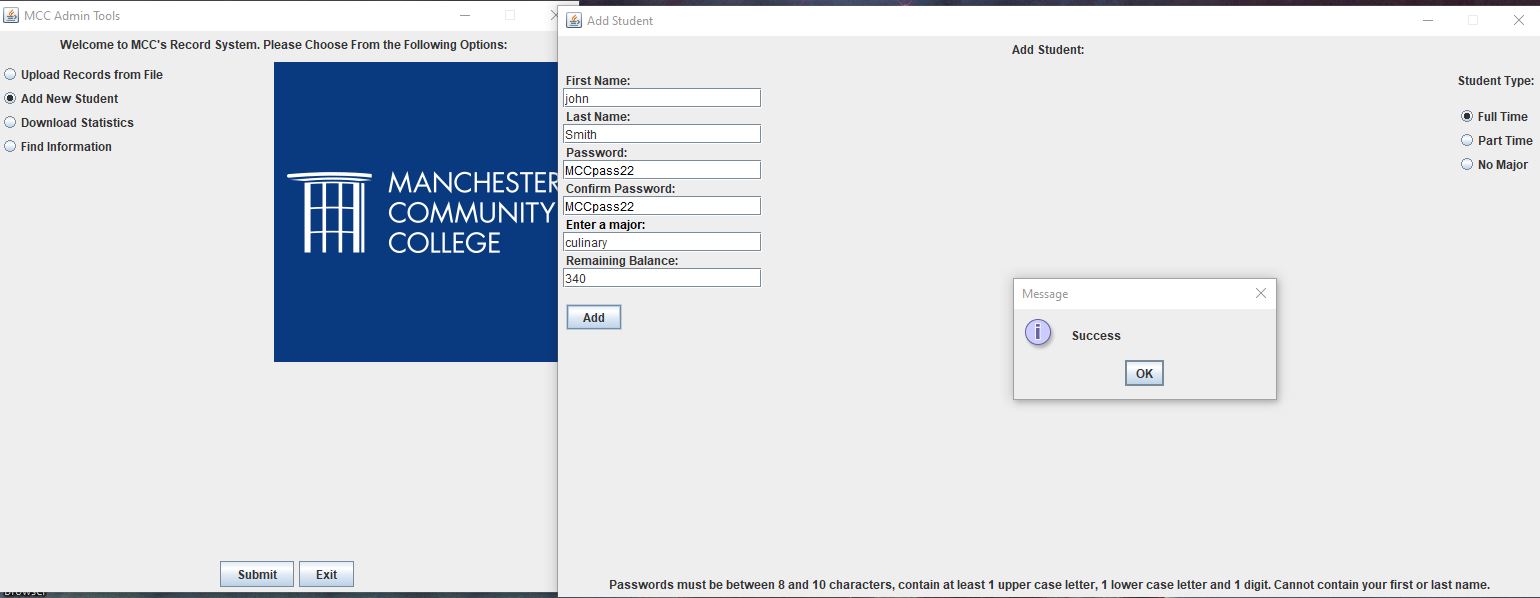 MCC Admin Tools
Welcome to MCC's Record System. Please Choose From the Following Options:
Upload Records from File
Add New Student
Download Statistics
Find Information
MANCHESTER
COMMUNITY
COLLEGE
Submit
Exit
Browser
Add Student
Add Student:
First Name:
john
Last Name:
Smith
Password:
MCCpass22
Confirm Password:
MCCpass22
Enter a major:
culinary
Remaining Balance:
340
Add
Student Type:
Full Time
Part Time
No Major
Message
i
Success
OK
Passwords must be between 8 and 10 characters, contain at least 1 upper case letter, 1 lower case letter and 1 digit. Cannot contain your first or last name.